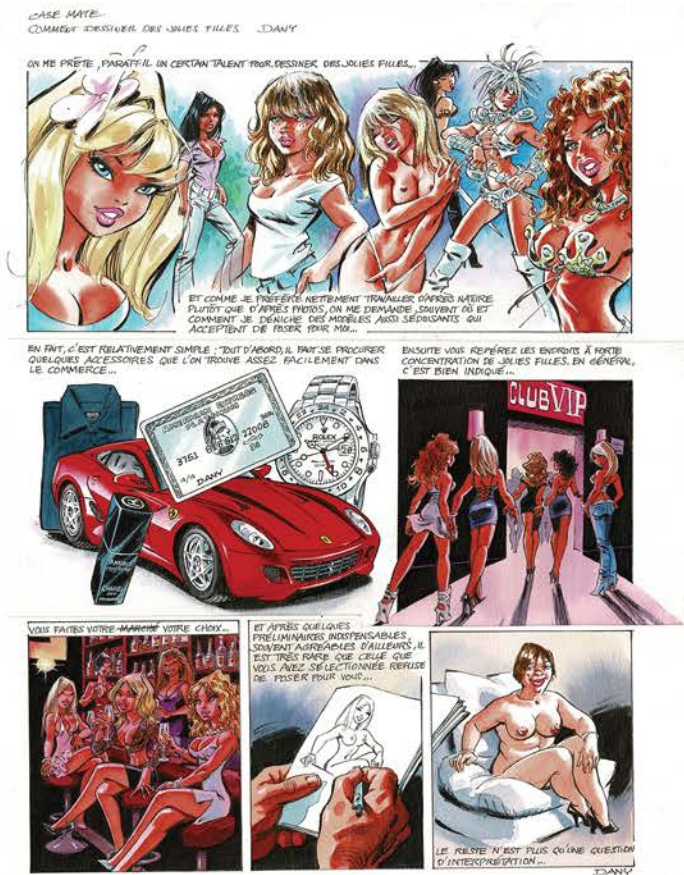 CASE MATE
COMMENT DESSINER DES JOLIES FILLES DANY
ON ME PRÊTE, PARAÎT-IL UN CERTAIN TALENT POUR DESSINER DES JOLIES FILLES...
ET COMME JE PRÉFÈRE NETTEMENT TRAVAILLER D'APRÈS NATURE
PLUTÔT QUE D'APRÈS PHOTOS, ON ME DEMANDE, SOUVENT OÙ ET
COMMENT JE DÉNICHE DES MODÈLES AUSSI SÉDUISANTS QUI
ACCEPTENT DE POSER POUR MOI...
EN FAIT, C'EST RELATIVEMENT SIMPLE : TOUT D'ABORD, IL FAUT SE PROCURER
QUELQUES ACCESSOIRES QUE L'ON TROUVE ASSEZ FACILEMENT DANS
LE COMMERCE...
AMERICAN EXPRESS
PLATINUM
3751
22006
DANY
ROLEX
CHANEL
ENSUITE VOUS REPÉREZ LES ENDROITS À FORTE
CONCENTRATION DE JOLIES FILLES. EN GÉNÉRAL,
C'EST BIEN INDIQUÉ...
CLUB VIP
VOUS FAITES VOTRE MARCHÉ VOTRE CHOIX...
ET APRÈS QUELQUES
PRÉLIMINAIRES INDISPENSABLES,
SOUVENT AGRÉABLES D'AILLEURS, IL
EST TRÈS RARE QUE CELLE QUE
VOUS AVEZ SÉLECTIONNÉE REFUSE
DE POSER POUR VOUS...
LE RESTE N'EST PLUS QU'UNE QUESTION
D'INTERPRÉTATION...
DANY